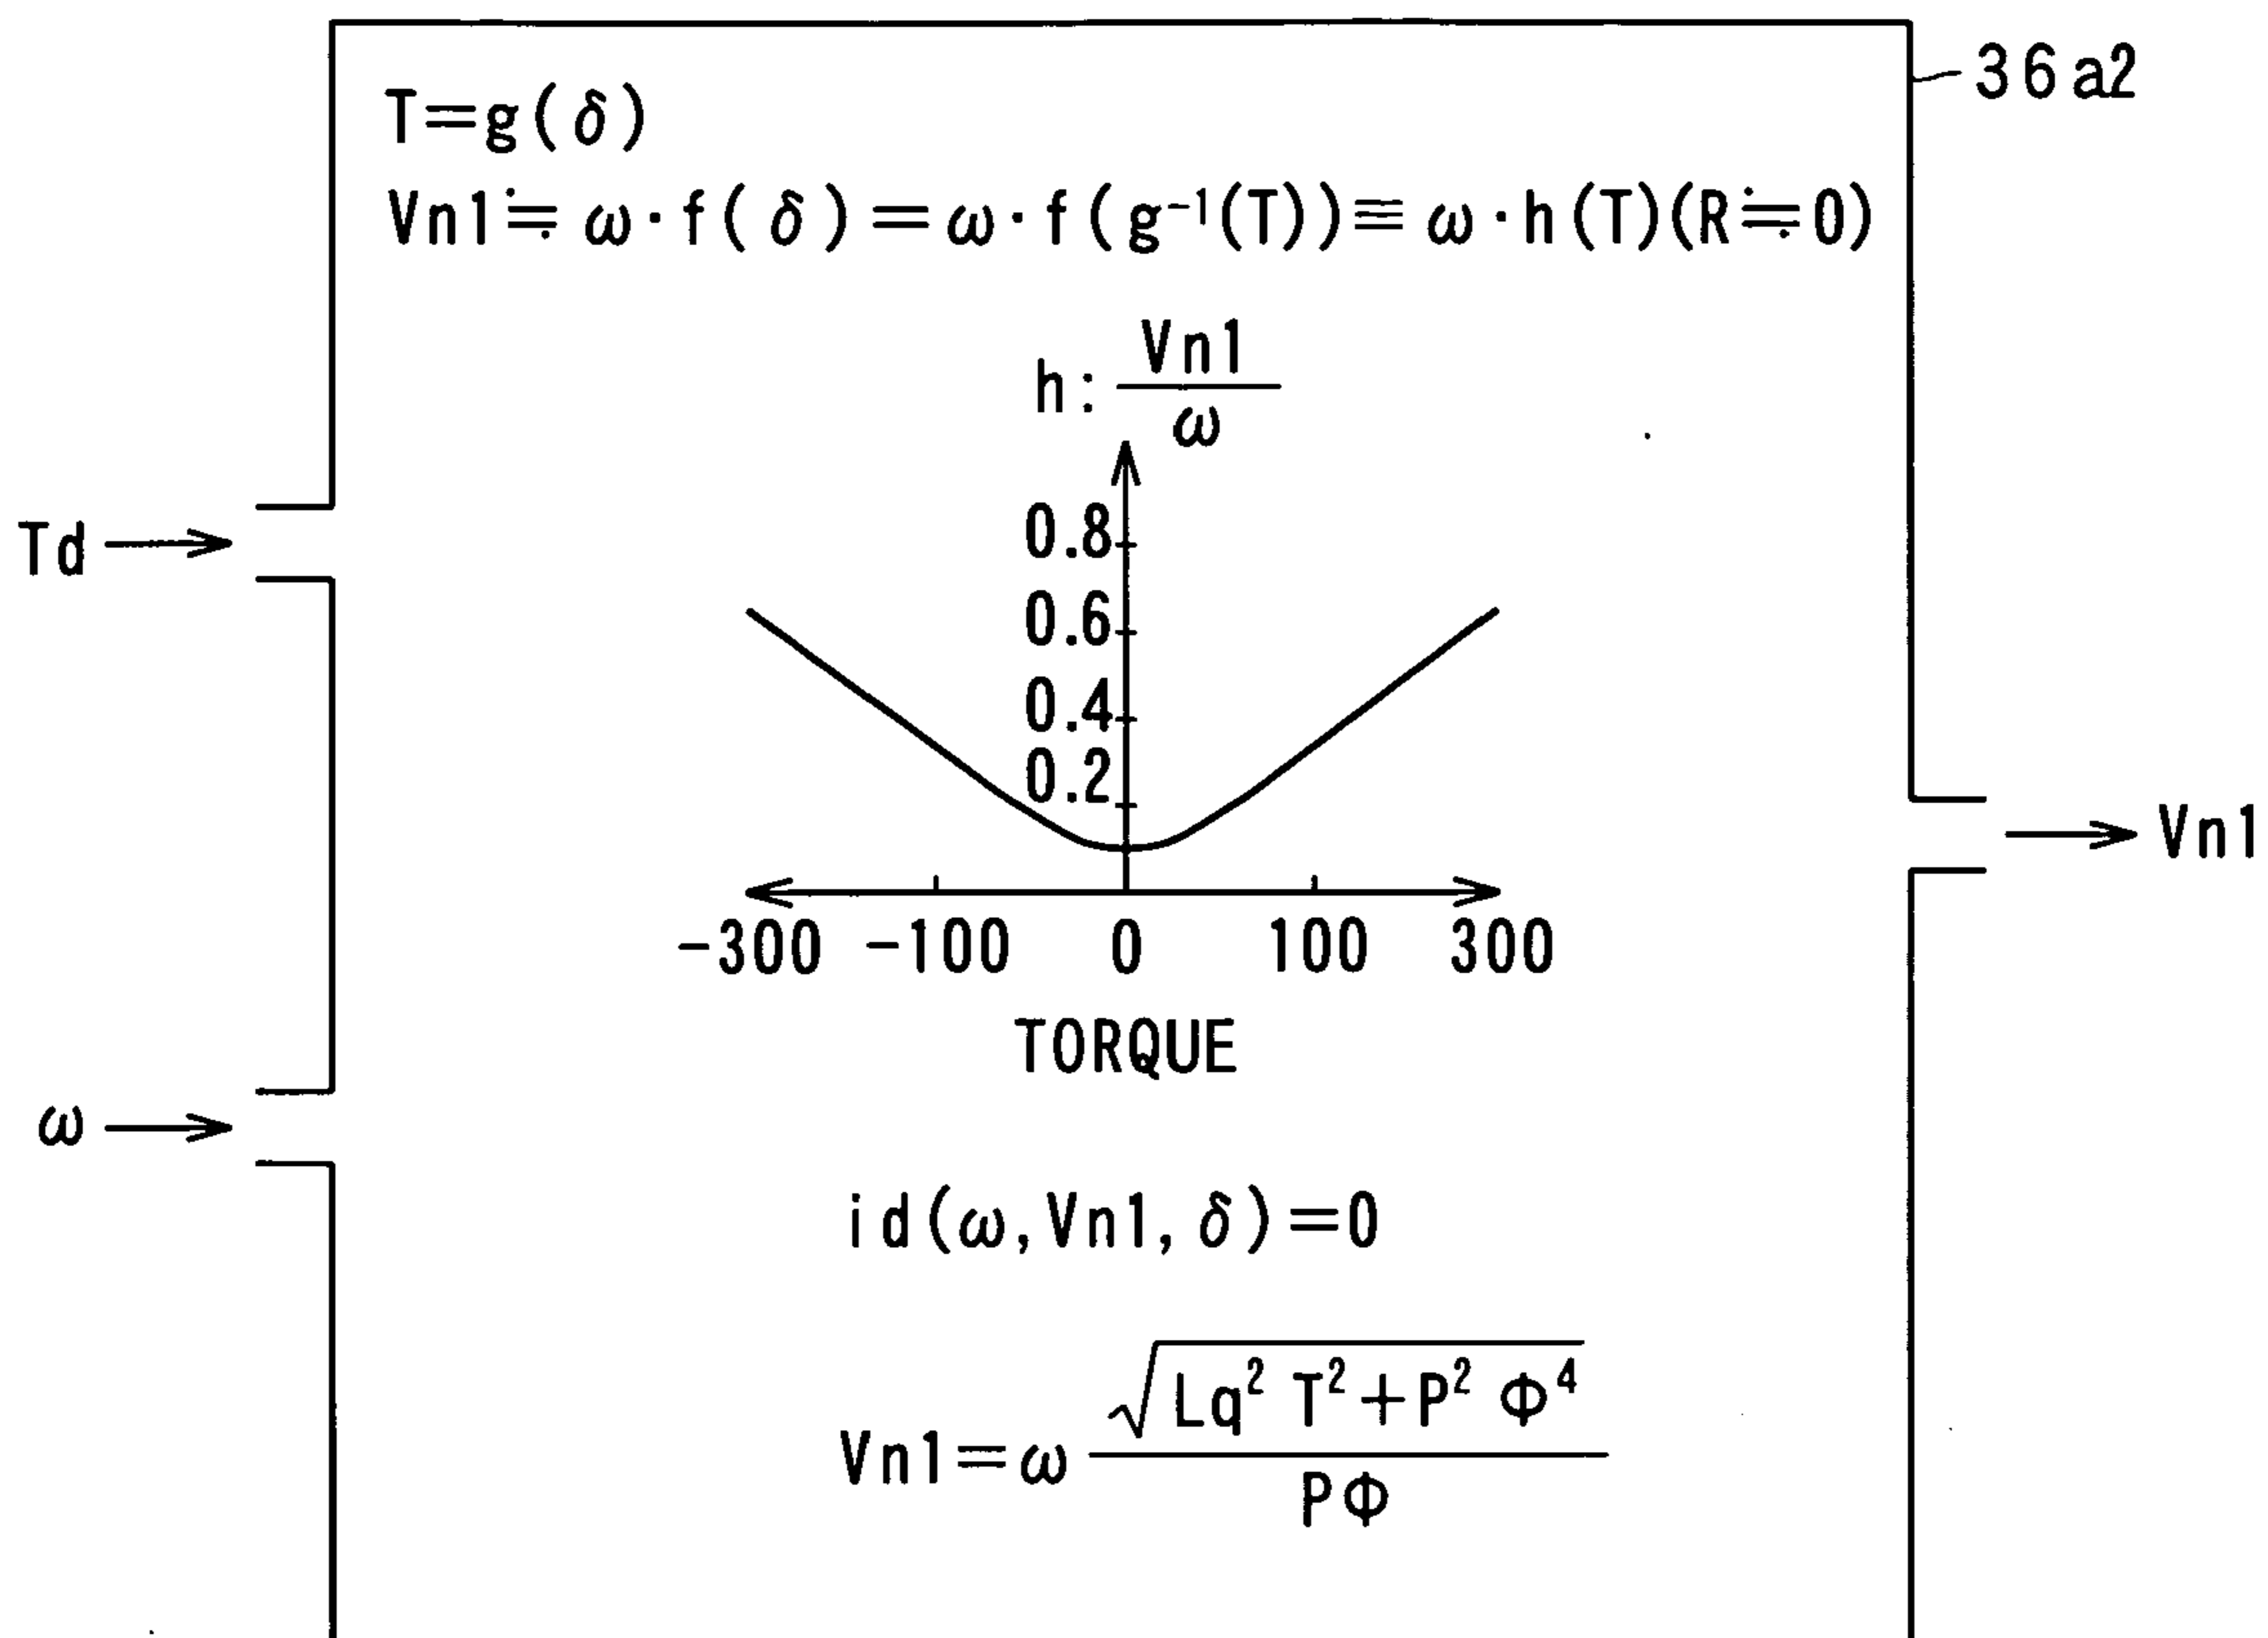 36a2
T=g(δ)
Vn1≒ω·f(δ)=ω·f(g⁻¹(T))≡ω·h(T)(R≒0)
h: Vn1/ω
0.8
0.6
0.4
0.2
-300 -100 0 100 300
TORQUE
Td
ω
Vn1
id(ω,Vn1,δ)=0
Vn1=ω √(Lq² T²+P² Φ⁴)/PΦ